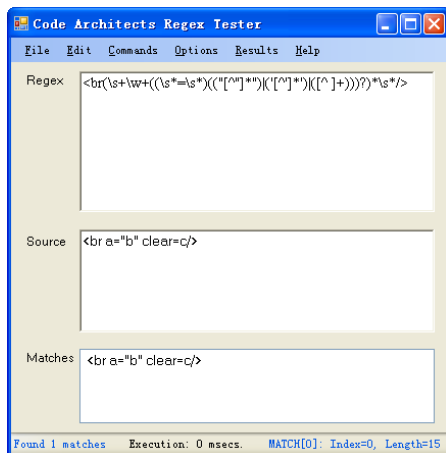 Code Architects Regex Tester
File Edit Commands Options Results Help
Regex
<br(\s+\w+((\s*=\s*)(("[^"]*")|('[^']*')|([^ ]+)))?)*\s*/>
Source
<br a="b" clear=c/>
Matches
<br a="b" clear=c/>
Found 1 matches Execution: 0 msecs. MATCH[0]: Index=0, Length=15